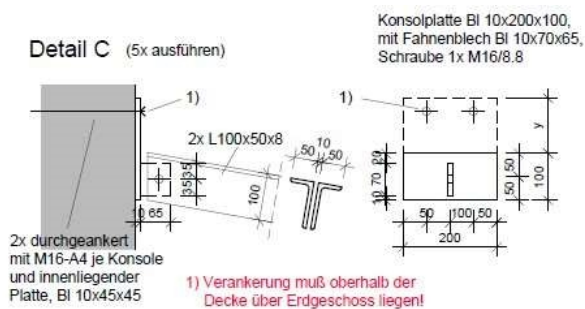 Detail C (5x ausführen)
Konsolplatte Bl 10x200x100,
mit Fahnenblech Bl 10x70x65,
Schraube 1x M16/8.8
1)
1)
2x L100x50x8
10
50
50
100
35
35
10 65
y
20
70
10
50
50
100
50
100
50
200
2x durchgeankert
mit M16-A4 je Konsole
und innenliegender
Platte, Bl 10x45x45
1) Verankerung muß oberhalb der
Decke über Erdgeschoss liegen!